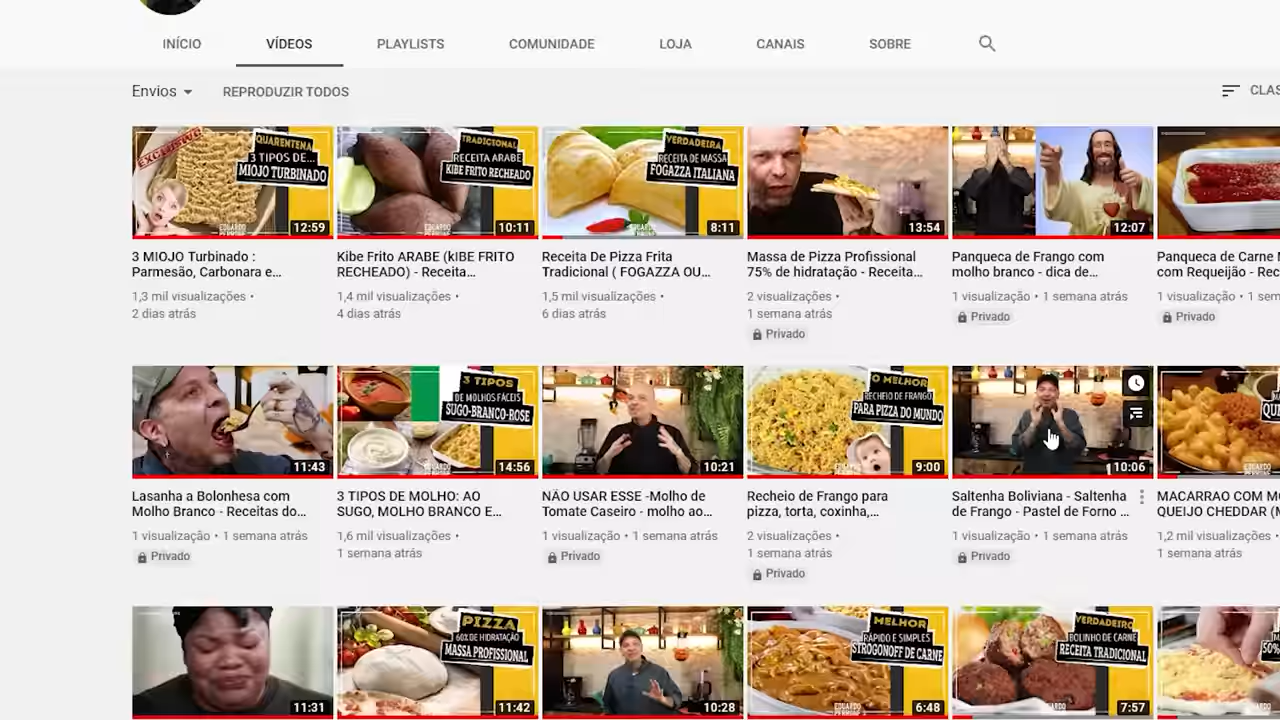 INÍCIO VÍDEOS PLAYLISTS COMUNIDADE LOJA CANAIS SOBRE
Envios REPRODUZIR TODOS CLAS
EXCLUSIVO
QUARENTENA
3 TIPOS DE...
MIOJO TURBINADO
12:59
TRADICIONAL
RECEITA ARABE
KIBE FRITO RECHEADO
10:11
VERDADEIRA
RECEITA DE MASSA
FOGAZZA ITALIANA
EDUARDO
8:11
13:54
12:07
3 MIOJO Turbinado :
Parmesão, Carbonara e...
1,3 mil visualizações •
2 dias atrás
Kibe Frito ARABE (kIBE FRITO
RECHEADO) - Receita...
1,4 mil visualizações •
4 dias atrás
Receita De Pizza Frita
Tradicional ( FOGAZZA OU...
1,5 mil visualizações •
6 dias atrás
Massa de Pizza Profissional
75% de hidratação - Receita...
2 visualizações •
1 semana atrás
Privado
Panqueca de Frango com
molho branco - dica de...
1 visualização • 1 semana atrás
Privado
Panqueca de Carne M
com Requeijão - Rec
1 visualização • 1 sem
Privado
11:43
3 TIPOS
DE MOLHOS FÁCEIS
SUGO-BRANCO-ROSE
14:56
10:21
O MELHOR
RECHEIO DE FRANGO
PARA PIZZA DO MUNDO
9:00
10:06
QU
Lasanha a Bolonhesa com
Molho Branco - Receitas do...
1 visualização • 1 semana atrás
Privado
3 TIPOS DE MOLHO: AO
SUGO, MOLHO BRANCO E...
1,6 mil visualizações •
1 semana atrás
NÃO USAR ESSE -Molho de
Tomate Caseiro - molho ao...
1 visualização • 1 semana atrás
Privado
Recheio de Frango para
pizza, torta, coxinha,...
2 visualizações •
1 semana atrás
Privado
Saltenha Boliviana - Saltenha
de Frango - Pastel de Forno ...
1 visualização • 1 semana atrás
Privado
MACARRAO COM MO
QUEIJO CHEDDAR (M
1,2 mil visualizações •
1 semana atrás
11:31
PIZZA
60% DE HIDRATAÇÃO
MASSA PROFISSIONAL
11:42
10:28
MELHOR
RÁPIDO E SIMPLES
STROGONOFF DE CARNE
6:48
VERDADEIRO
BOLINHO DE CARNE
RECEITA TRADICIONAL
7:57
50%